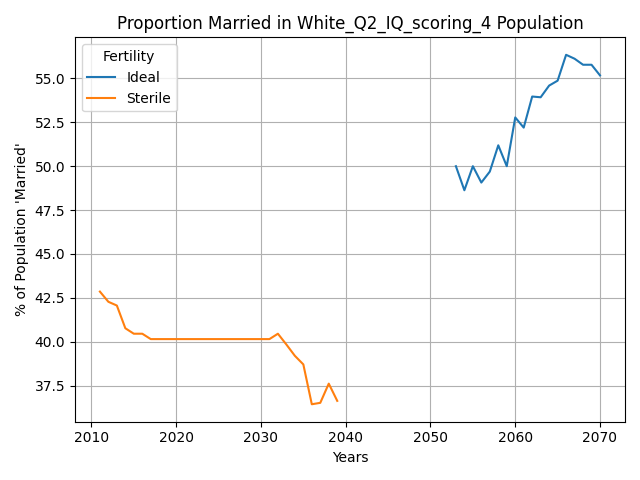 Proportion Married in White_Q2_IQ_scoring_4 Population
Fertility
Ideal
Sterile
% of Population 'Married'
55.0
52.5
50.0
47.5
45.0
42.5
40.0
37.5
2010 2020 2030 2040 2050 2060 2070
Years